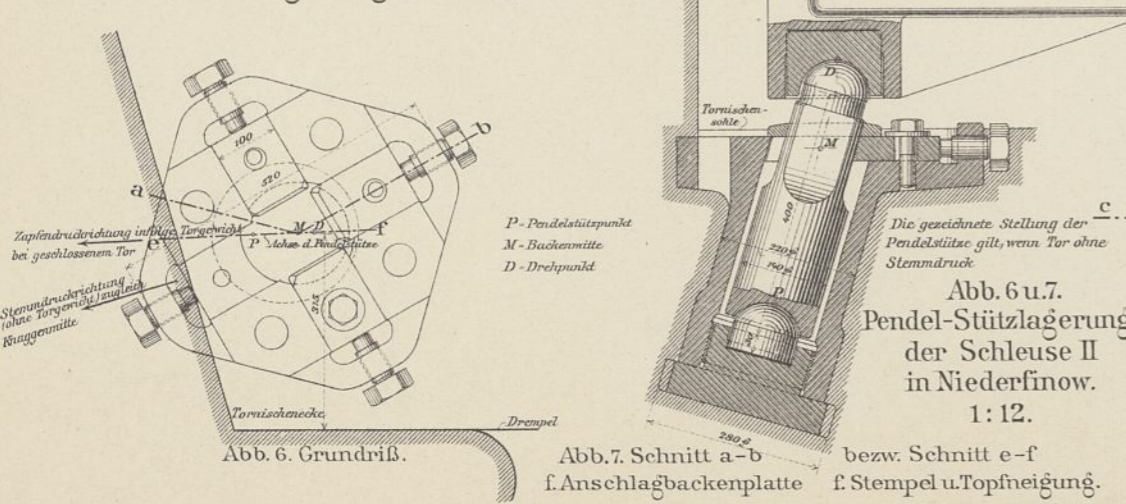 a
b
100
520
M D
f
e
P Achse d. Pendelstütze
Zapfendruckrichtung infolge Torgewicht
bei geschlossenem Tor
Stemmdruckrichtung
(ohne Torgewicht) zugleich
Knaggenmitte
315
Tornischenecke
Drempel
Abb. 6. Grundriß.
P - Pendelstützpunkt
M - Backenmitte
D - Drehpunkt
Tornischen-
sohle
D
M
400
220 ø
P
280 ø
Abb. 7. Schnitt a-b
f. Anschlagbackenplatte
bezw. Schnitt e-f
f. Stempel u. Topfneigung.
c
Die gezeichnete Stellung der
Pendelstütze gilt, wenn Tor ohne
Stemmdruck
Abb. 6 u. 7.
Pendel-Stützlagerung
der Schleuse II
in Niederfinow.
1:12.